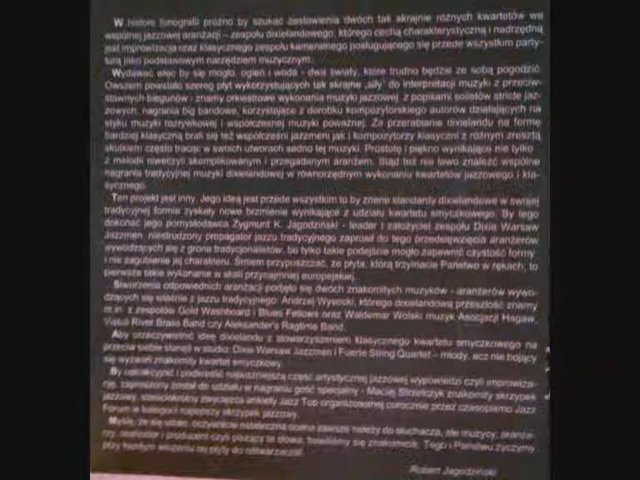 W historii fonografii próżno by szukać zestawienia dwóch tak skrajnie różnych kwartetów we
wspólnej jazzowej aranżacji – zespołu dixielandowego, którego cechą charakterystyczną i nadrzędną
jest improwizacja oraz klasycznego zespołu kameralnego posługującego się przede wszystkim party-
turą jako podstawowym narzędziem muzycznym.
Wydawać więc by się mogło, ogień i woda - dwa światy, które trudno będzie ze sobą pogodzić.
Owszem powstało szereg płyt wykorzystujących tak skrajne „siły" do interpretacji muzyki z przeciw-
stawnych biegunów - znamy orkiestrowe wykonania muzyki jazzowej z popisami solistów stricte jaz-
zowych, nagrania big bandowe, korzystające z dorobku kompozytorskiego autorów działających na
styku muzyki rozrywkowej i współczesnej muzyki poważnej. Za przerabianie dixielandu na formę
bardziej klasyczną brali się też współcześni jazzmeni jak i kompozytorzy klasyczni z różnym zresztą
skutkiem często tracąc w swoich utworach sedno tej muzyki. Prostotę i piękno wynikające nie tylko
z melodii niweczyli skomplikowanym i przegadanym aranżem. Stąd też nie łatwo znaleźć wspólne
nagrania tradycyjnej muzyki dixielandowej w równorzędnym wykonaniu kwartetów jazzowego i kla-
sycznego.
Ten projekt jest inny. Jego ideą jest przede wszystkim to by znane standardy dixielandowe w swojej
tradycyjnej formie zyskały nowe brzmienie wynikające z udziału kwartetu smyczkowego. By tego
dokonać jego pomysłodawca Zygmunt K. Jagodziński - leader i założyciel zespołu Dixie Warsaw
Jazzmen, niestrudzony propagator jazzu tradycyjnego zaprosił do tego przedsięwzięcia aranżerów
wywodzących się z grona tradycjonalistów, bo tylko takie podejście mogło zapewnić czystość formy
i nie zagubienie jej charakteru. Śmiem przypuszczać, że płyta, którą trzymacie Państwo w rękach, to
pierwsze takie wykonanie w skali przynajmniej europejskiej.
Stworzenia odpowiednich aranżacji podjęło się dwóch znakomitych muzyków - aranżerów wywo-
dzących się właśnie z jazzu tradycyjnego: Andrzej Wysocki, którego dixielandową przeszłość znamy
m.in. z zespołów Gold Washboard i Blues Fellows oraz Waldemar Wolski muzyk Asocjacji Hagaw,
Vistula River Brass Band czy Aleksander's Ragtime Band.
Aby urzeczywistnić ideę dixielandu z stowarzyszeniem klasycznego kwartetu smyczkowego na
przeciw siebie stanęli w studio: Dixie Warsaw Jazzmen i Fuerte String Quartet – młody, lecz nie bojący
się wyzwań znakomity kwartet smyczkowy.
By uatrakcyjnić i podkreślić najważniejszą część artystycznej jazzowej wypowiedzi czyli improwiza-
cję, zaproszony został do udziału w nagraniu gość specjalny - Maciej Strzelczyk znakomity skrzypek
jazzowy, sześciokrotny zwycięzca ankiety Jazz Top organizowanej corocznie przez czasopismo Jazz
Forum w kategorii najlepszy skrzypek jazzowy.
Myślę, że się udało, oczywiście ostateczna ocena zawsze należy do słuchacza, ale muzycy, aranże-
rzy, realizator i producent czyli piszący te słowa, bawiliśmy się znakomicie. Tego i Państwu życzymy
przy każdym włożeniu tej płyty do odtwarzacza!
Robert Jagodziński